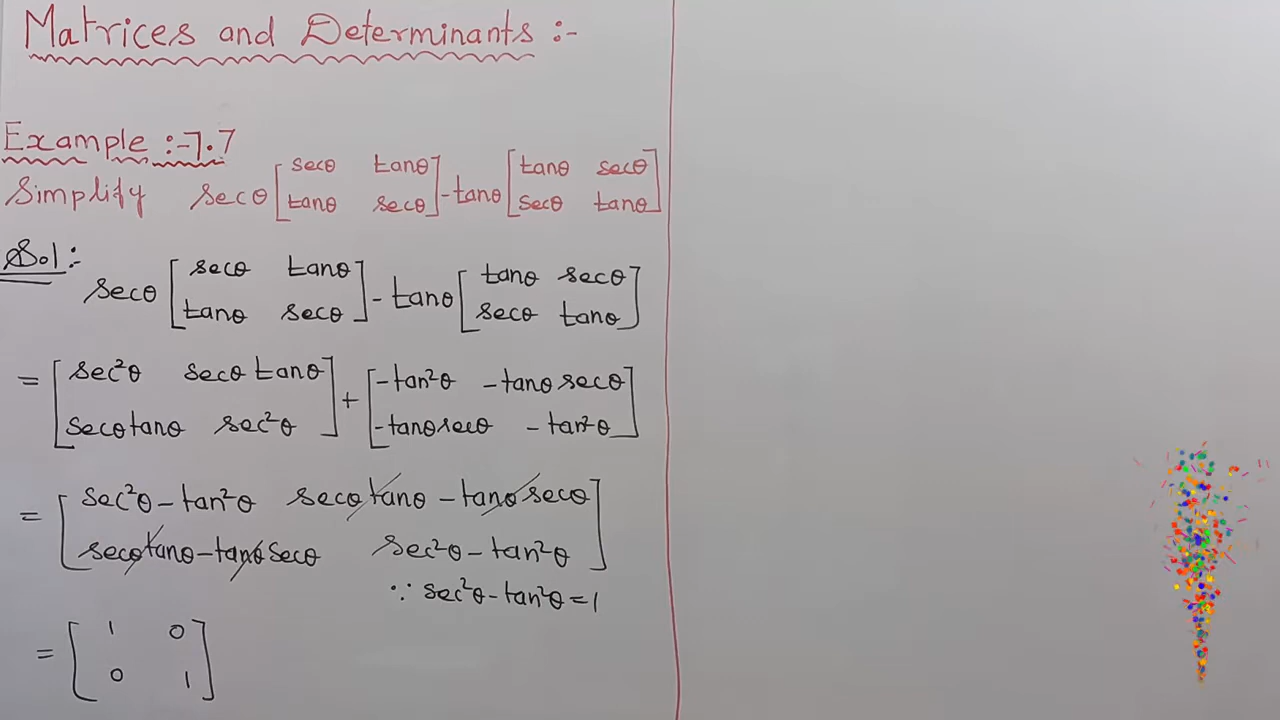 Matrices and Determinants :-
Example :-7.7
Simplify secθ [secθ tanθ] - tanθ [tanθ secθ]
[tanθ secθ] [secθ tanθ]
Sol:-
secθ [secθ tanθ] - tanθ [tanθ secθ]
[tanθ secθ] [secθ tanθ]
= [sec²θ secθ tanθ] + [-tan²θ -tanθ secθ]
[secθ tanθ sec²θ] [-tanθ secθ - tan²θ]
= [sec²θ - tan²θ secθ tanθ - tanθ secθ]
[secθ tanθ - tanθ secθ sec²θ - tan²θ]
∵ sec²θ - tan²θ = 1
= [1 0]
[0 1]